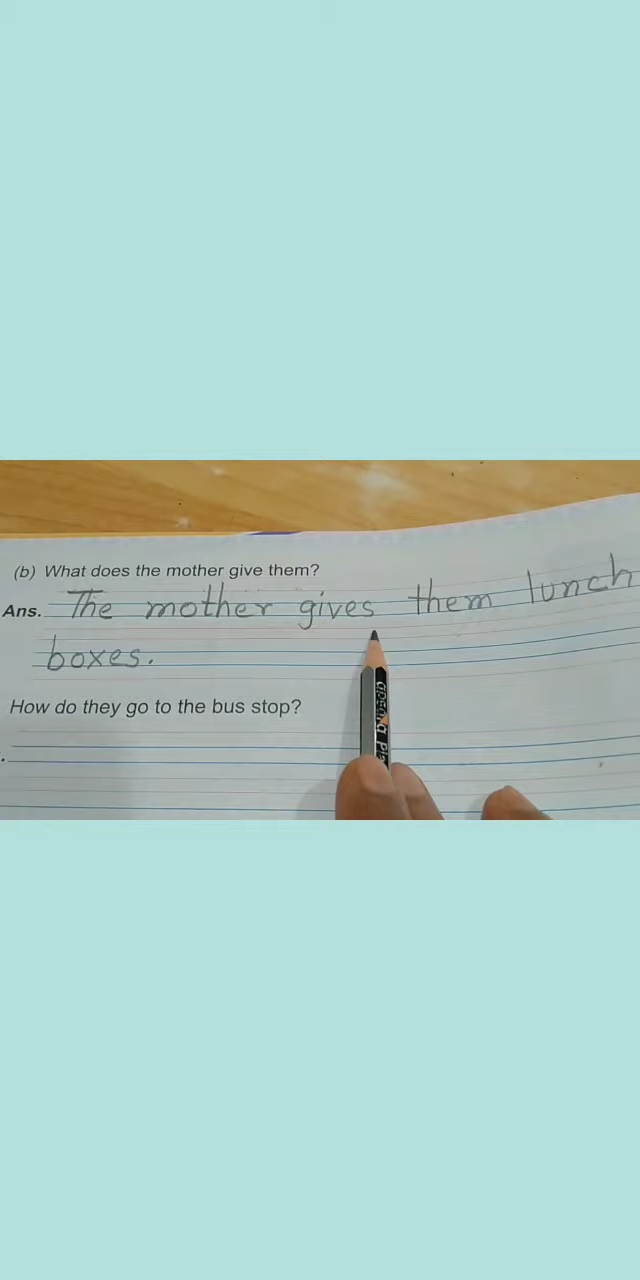 (b) What does the mother give them?
Ans. The mother gives them lunch
boxes.
How do they go to the bus stop?
apsara